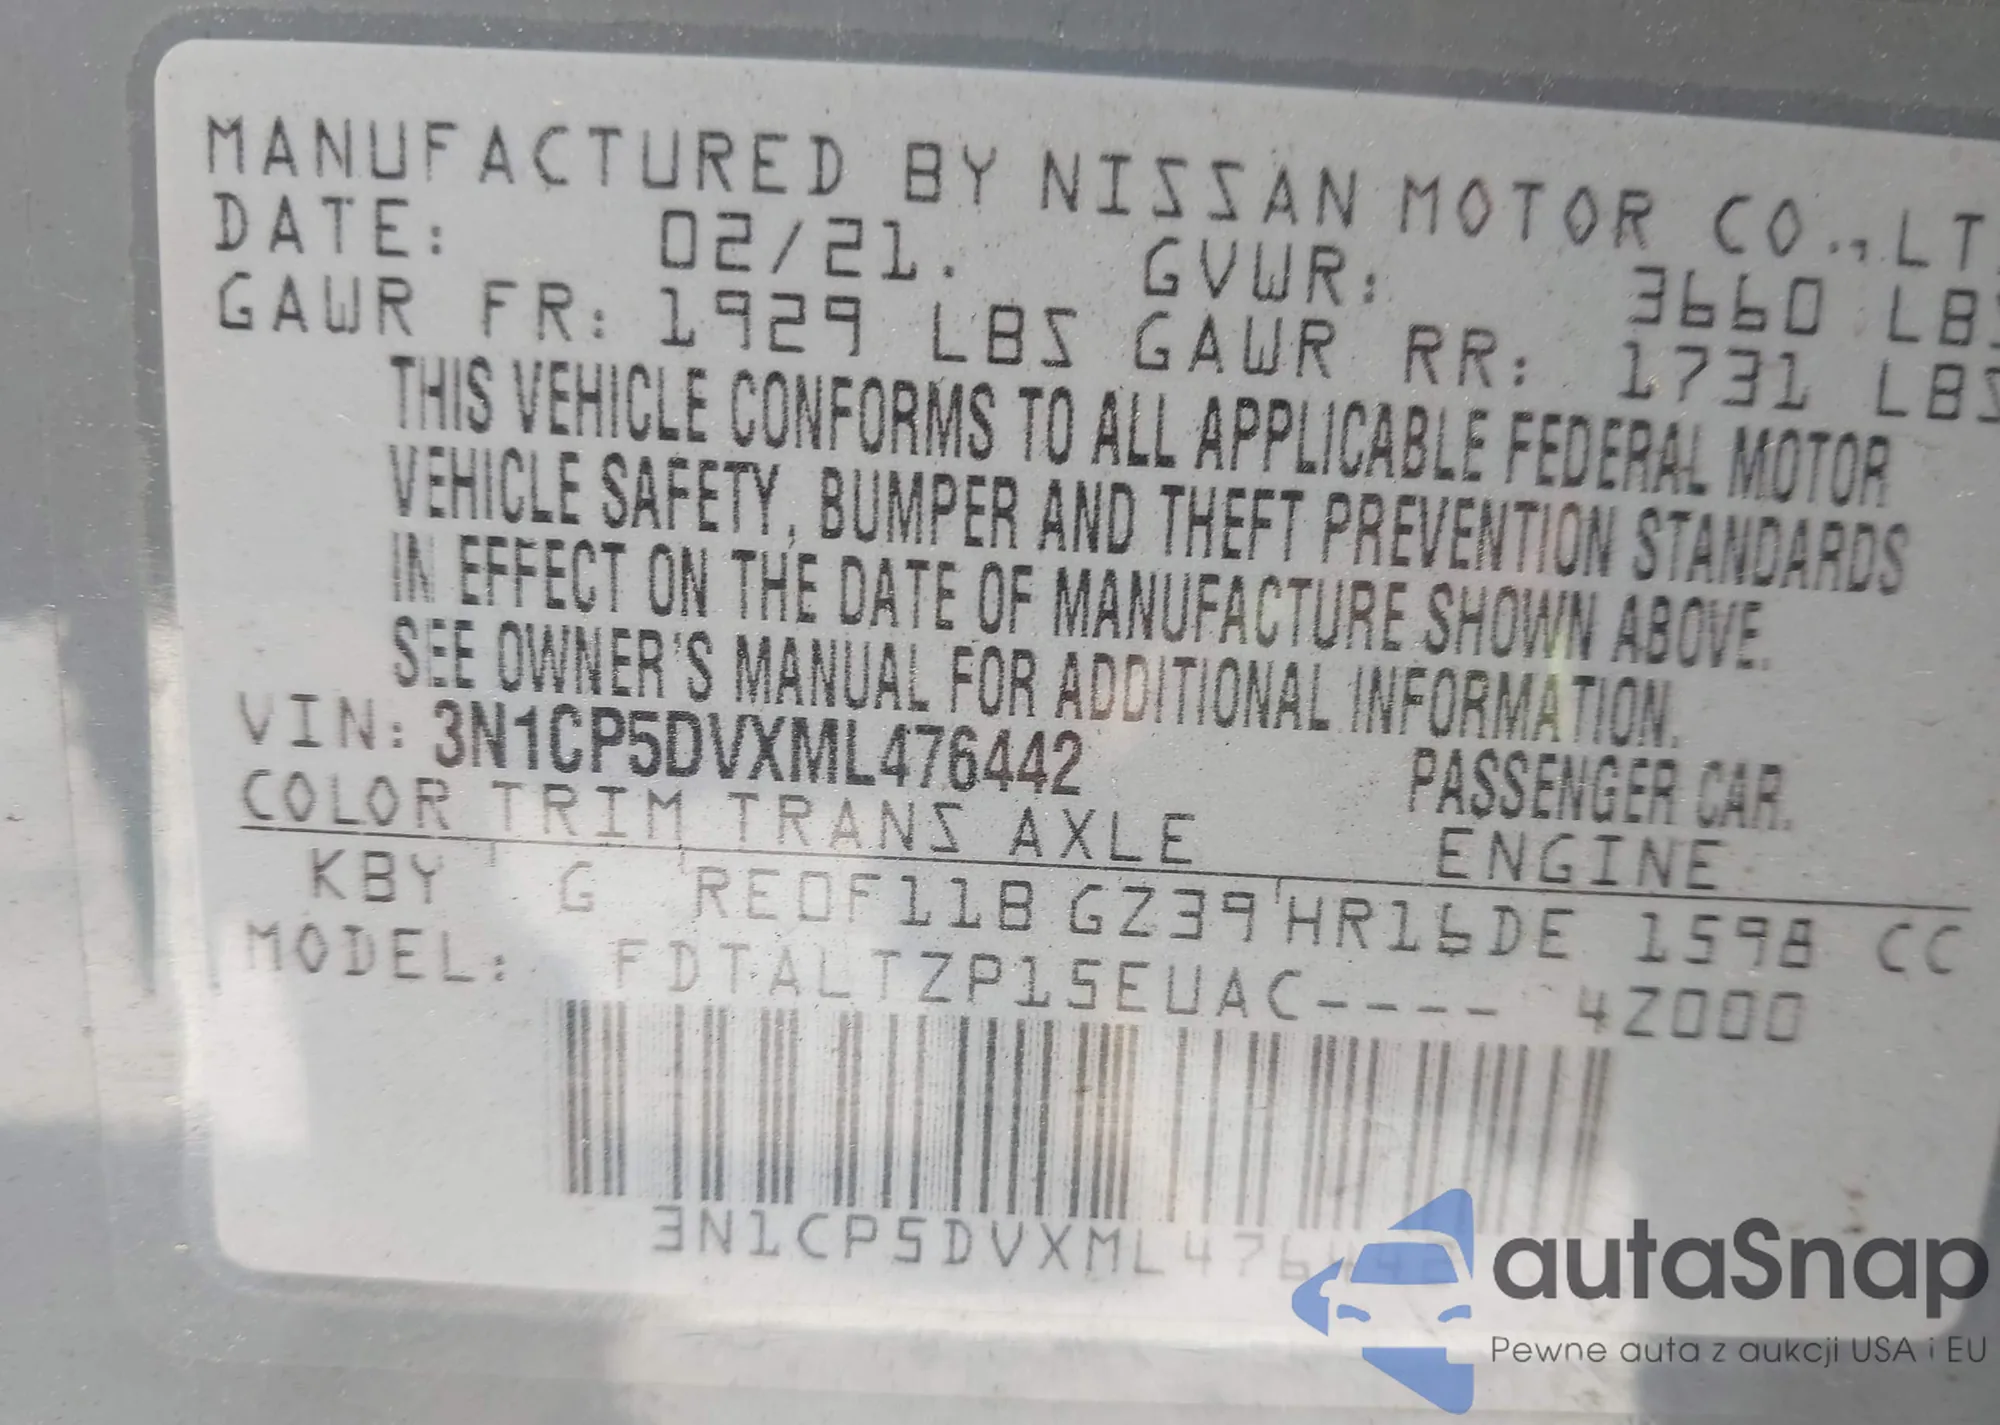 MANUFACTURED BY NISSAN MOTOR CO.,LT
DATE: 02/21. GVWR: 3660 LBS
GAWR FR: 1929 LBS GAWR RR: 1731 LBS
THIS VEHICLE CONFORMS TO ALL APPLICABLE FEDERAL MOTOR
VEHICLE SAFETY, BUMPER AND THEFT PREVENTION STANDARDS
IN EFFECT ON THE DATE OF MANUFACTURE SHOWN ABOVE.
SEE OWNER'S MANUAL FOR ADDITIONAL INFORMATION.
VIN: 3N1CP5DVXML476442 PASSENGER CAR.
COLOR TRIM TRANS AXLE ENGINE
KBY G RE0F11B GZ39 HR16DE 1598 CC
MODEL: FDTALTZP15EUAC---- 4Z000
3N1CP5DVXML476442
autaSnap
Pewne auta z aukcji USA i EU